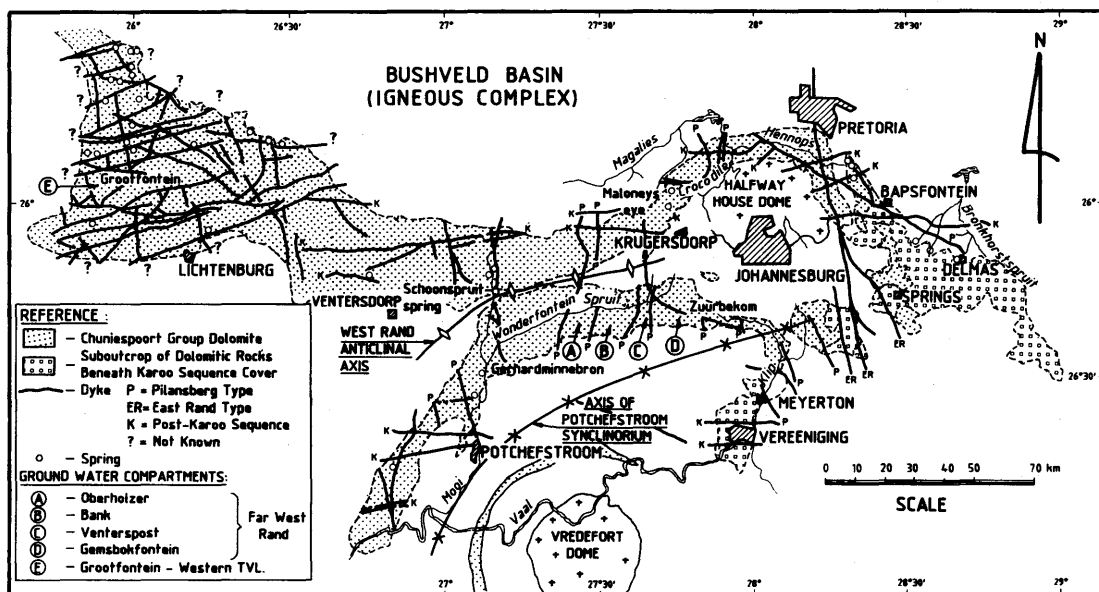 26°
26°30'
27°
27°30'
28°
28°30'
29°
N
BUSHVELD BASIN
(IGNEOUS COMPLEX)
PRETORIA
Hennops
Magalies
Crocodile
Maloneys
eye
HALFWAY
HOUSE DOME
BAPSFONTEIN
Bronkhorstspruit
E
Grootfontein
26°
26°
KRUGERSDORP
JOHANNESBURG
DELMAS
SPRINGS
LICHTENBURG
Schoonspruit
spring
VENTERSDORP
Wonderfontein Spruit
Zuurbekom
WEST RAND
ANTICLINAL
AXIS
A
B
C
D
Gerhardminnebron
26°30'
Klip
MEYERTON
AXIS OF
POTCHEFSTROOM
SYNCLINORIUM
VEREENIGING
POTCHEFSTROOM
Mooi
Vaal
VREDEFORT
DOME
0 10 20 30 40 50 60 70 km
SCALE
REFERENCE :
- Chuniespoort Group Dolomite
- Suboutcrop of Dolomitic Rocks
Beneath Karoo Sequence Cover
- Dyke P = Pilansberg Type
ER= East Rand Type
K = Post-Karoo Sequence
? = Not Known
- Spring
GROUND WATER COMPARTMENTS:
A - Oberholzer
B - Bank
C - Venterspost
D - Gemsbokfontein
Far West
Rand
E - Grootfontein - Western TVL.
27°
27°30'
28°
28°30'
29°